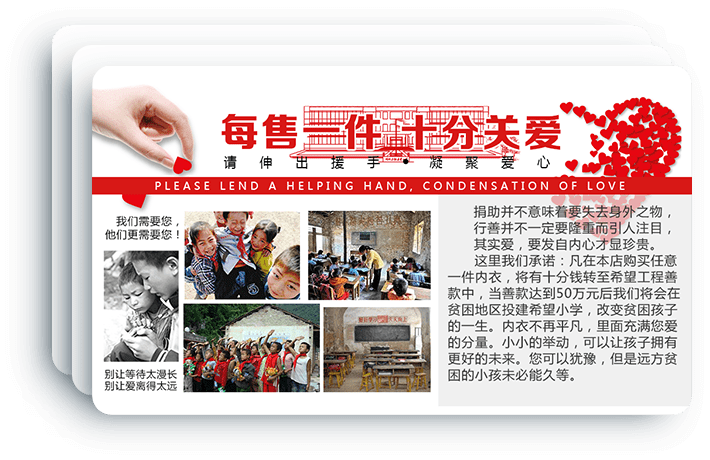 每售一件 十分关爱
请伸出援手·凝聚爱心
PLEASE LEND A HELPING HAND, CONDENSATION OF LOVE
我们需要您，
他们更需要您！
别让等待太漫长
别让爱离得太远
捐助并不意味着要失去身外之物，
行善并不一定要隆重而引人注目，
其实爱，要发自内心才显珍贵。
这里我们承诺：凡在本店购买任意
一件内衣，将有十分钱转至希望工程善
款中，当善款达到50万元后我们将会在
贫困地区投建希望小学，改变贫困孩子
的一生。内衣不再平凡，里面充满您爱
的分量。小小的举动，可以让孩子拥有
更好的未来。您可以犹豫，但是远方贫
困的小孩未必能久等。